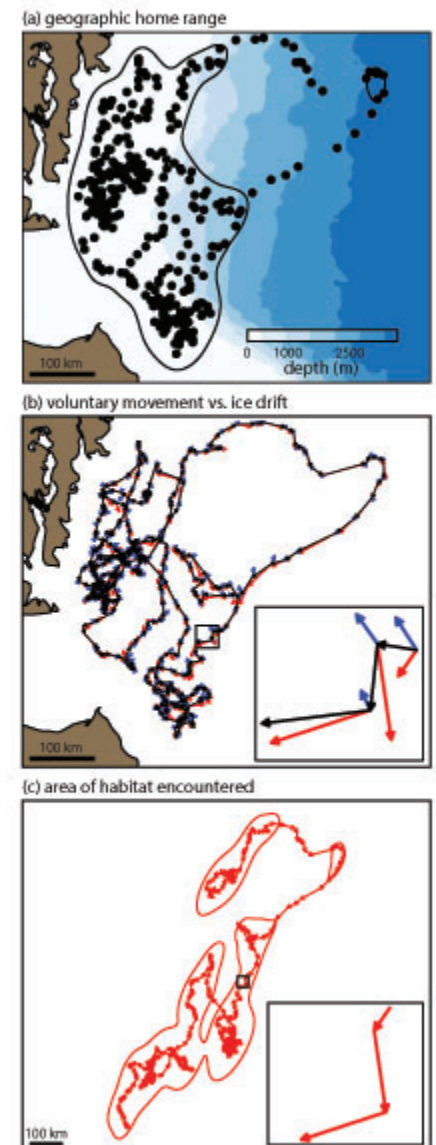 (a) geographic home range
100 km
0 1000 2500
depth (m)
(b) voluntary movement vs. ice drift
100 km
(c) area of habitat encountered
100 km